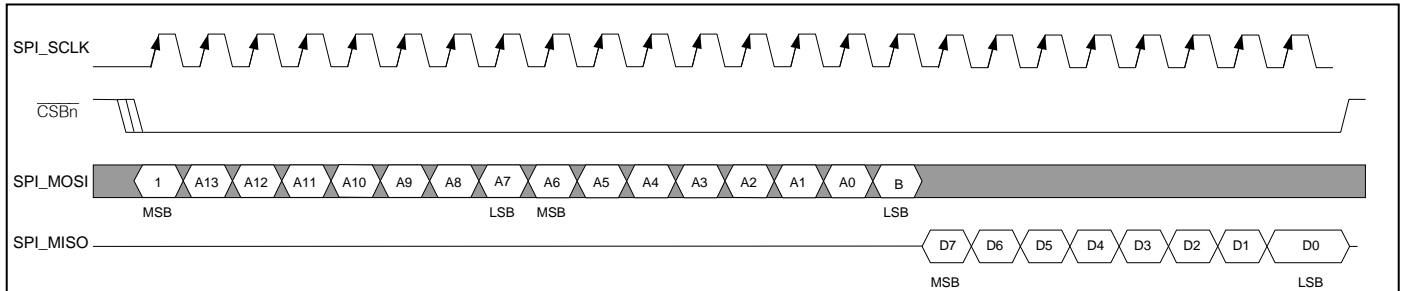 SPI_SCLK
CSBn
SPI_MOSI 1 A13 A12 A11 A10 A9 A8 A7 A6 A5 A4 A3 A2 A1 A0 B
MSB LSB MSB LSB
SPI_MISO D7 D6 D5 D4 D3 D2 D1 D0
MSB LSB